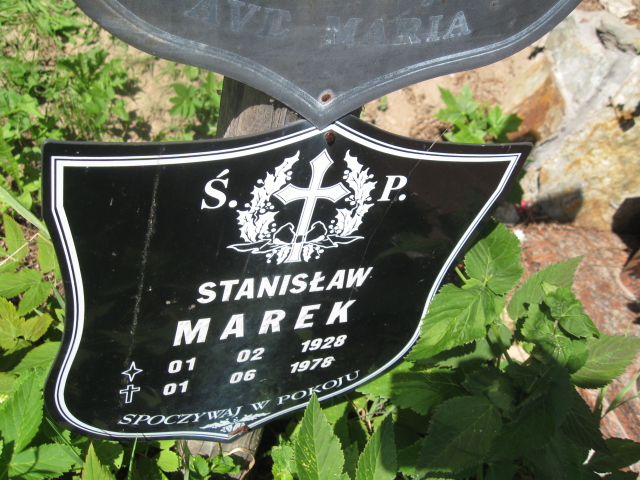 AVE MARIA
Ś. P.
STANISŁAW
MAREK
01 02 1928
01 06 1978
SPOCZYWAJ W POKOJU